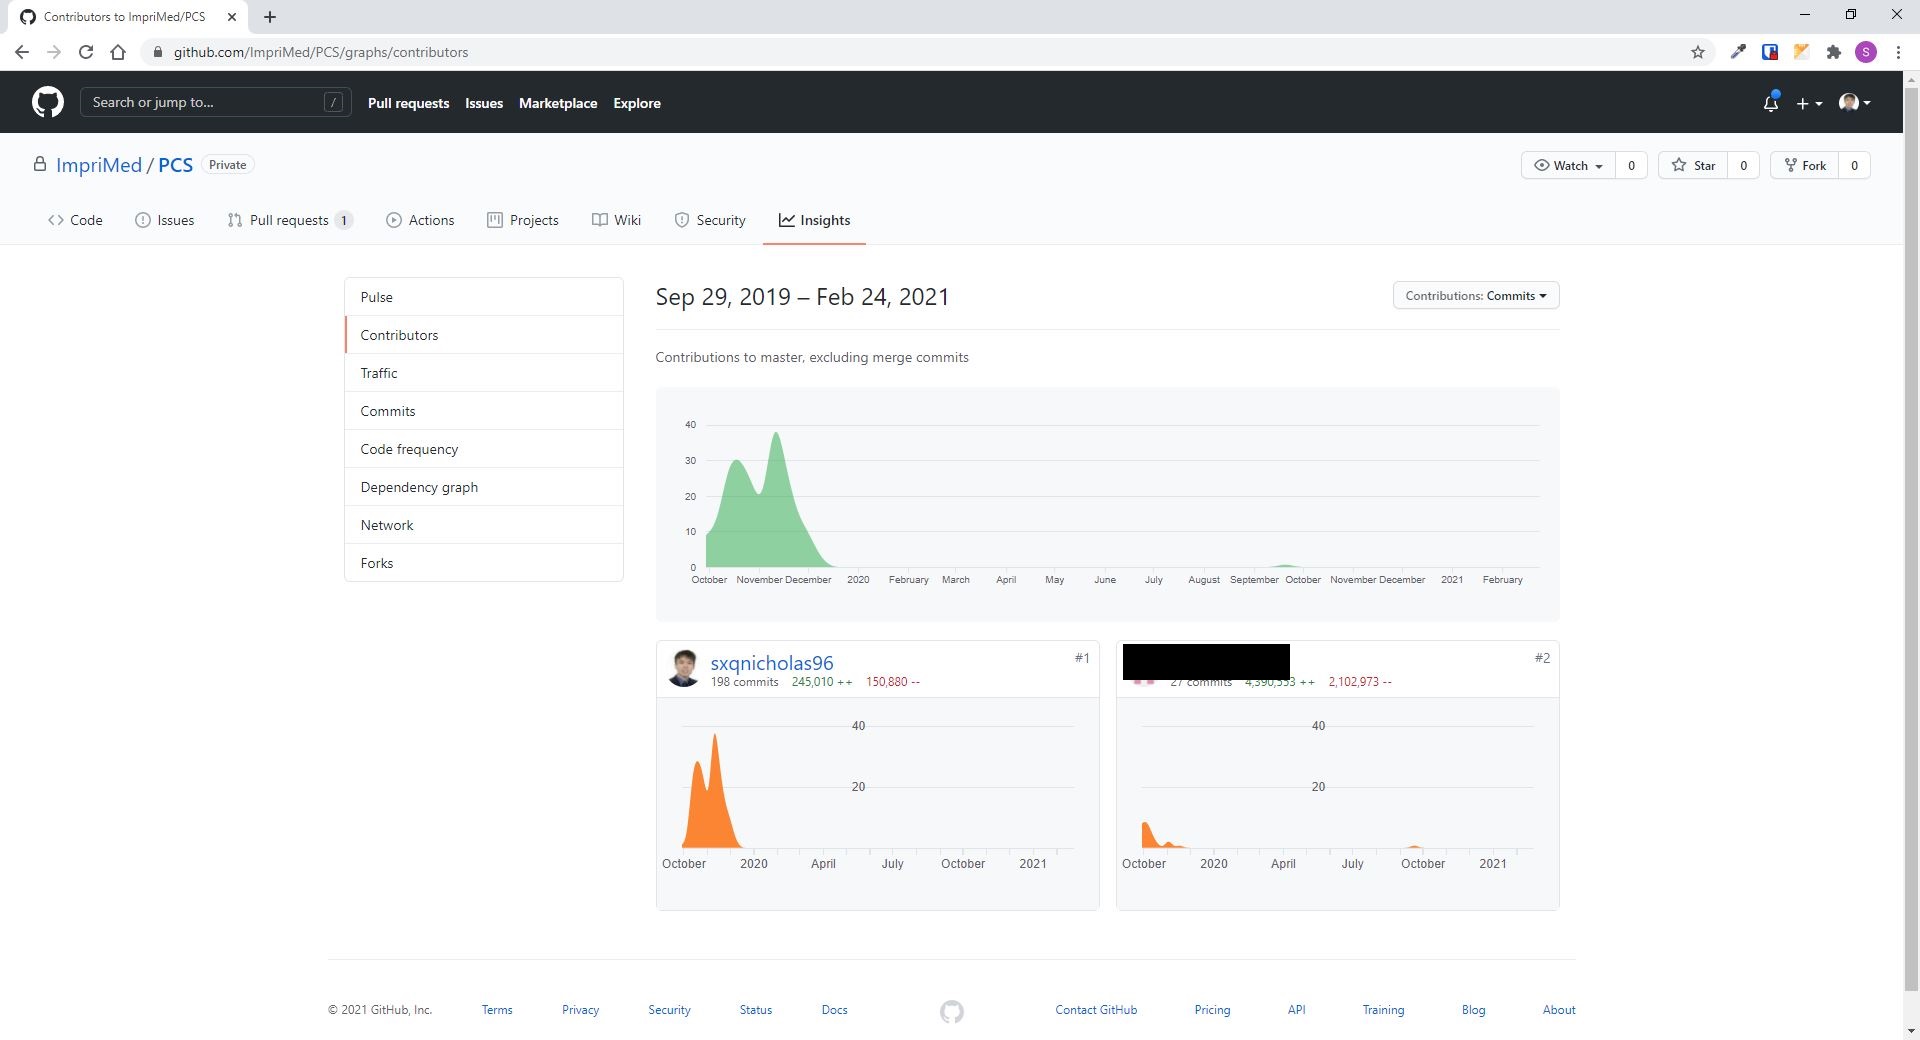 Contributors to ImpriMed/PCS
github.com/ImpriMed/PCS/graphs/contributors
S
Search or jump to... /
Pull requests Issues Marketplace Explore
ImpriMed / PCS Private
Watch 0 Star 0 Fork 0
Code Issues Pull requests 1 Actions Projects Wiki Security Insights
Pulse
Contributors
Traffic
Commits
Code frequency
Dependency graph
Network
Forks
Sep 29, 2019 – Feb 24, 2021
Contributions: Commits
Contributions to master, excluding merge commits
40
30
20
10
0
October November December 2020 February March April May June July August September October November December 2021 February
sxqnicholas96 #1
198 commits 245,010 ++ 150,880 --
40
20
October 2020 April July October 2021
#2
27 commits 4,390,553 ++ 2,102,973 --
40
20
October 2020 April July October 2021
© 2021 GitHub, Inc. Terms Privacy Security Status Docs Contact GitHub Pricing API Training Blog About